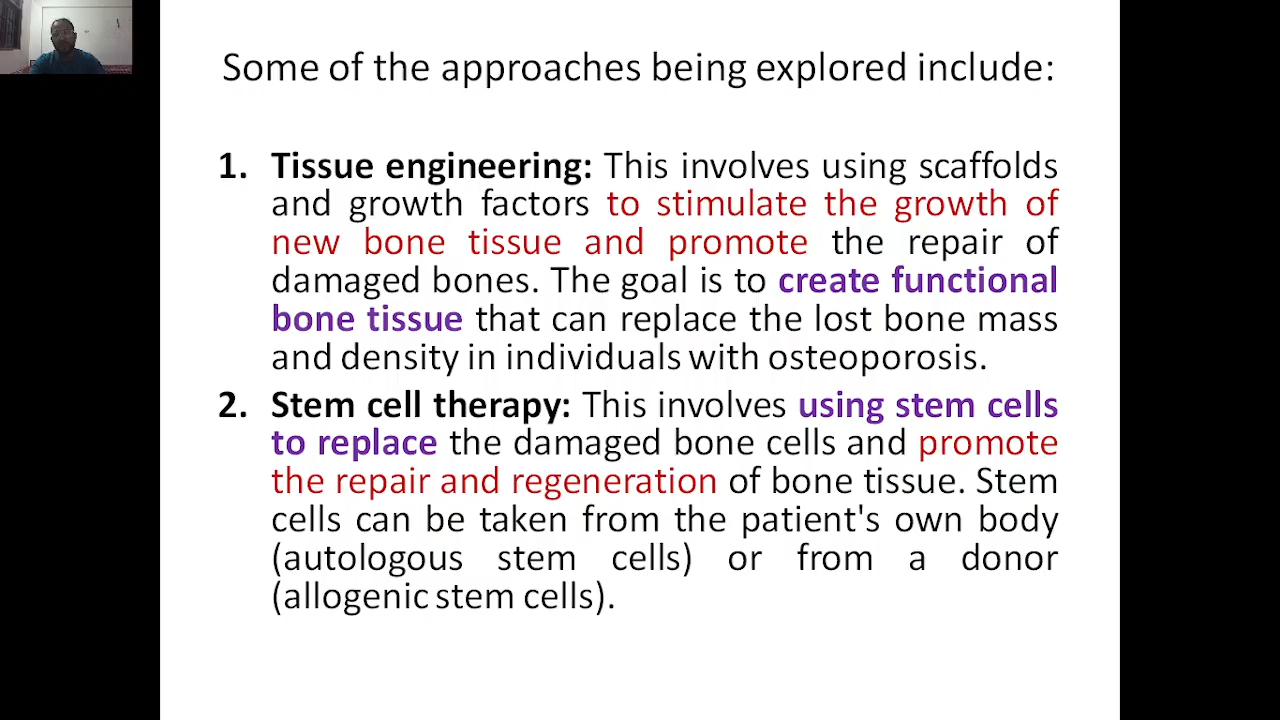 Some of the approaches being explored include:
1. Tissue engineering: This involves using scaffolds
and growth factors to stimulate the growth of
new bone tissue and promote the repair of
damaged bones. The goal is to create functional
bone tissue that can replace the lost bone mass
and density in individuals with osteoporosis.
2. Stem cell therapy: This involves using stem cells
to replace the damaged bone cells and promote
the repair and regeneration of bone tissue. Stem
cells can be taken from the patient's own body
(autologous stem cells) or from a donor
(allogenic stem cells).